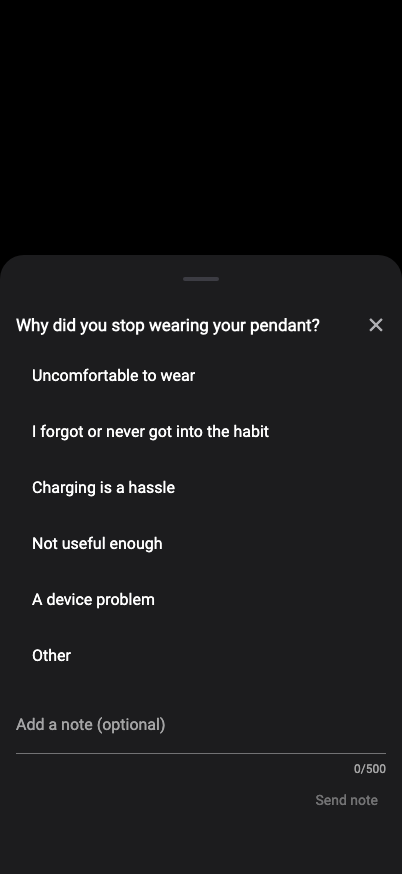 Why did you stop wearing your pendant?
Uncomfortable to wear
I forgot or never got into the habit
Charging is a hassle
Not useful enough
A device problem
Other
Add a note (optional)
0/500
Send note